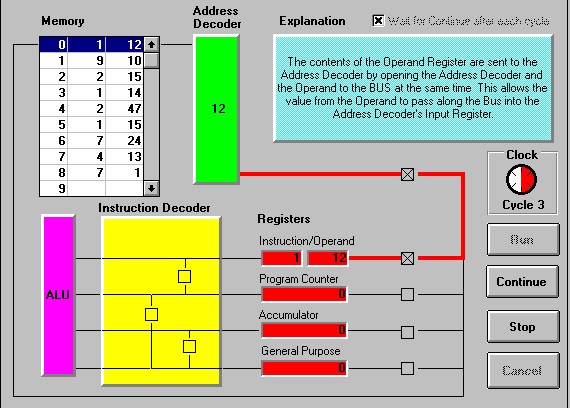 Memory
Address
Decoder
Explanation
Wait for Continue after each cycle
0 1 12
1 9 10
2 2 15
3 1 14
4 2 47
5 1 15
6 7 24
7 4 13
8 7 1
9
12
The contents of the Operand Register are sent to the
Address Decoder by opening the Address Decoder and
the Operand to the BUS at the same time. This allows the
value from the Operand to pass along the Bus into the
Address Decoder's Input Register.
Clock
Cycle 3
Run
Continue
Stop
Cancel
Instruction Decoder
ALU
Registers
Instruction/Operand
1 12
Program Counter
0
Accumulator
0
General Purpose
0